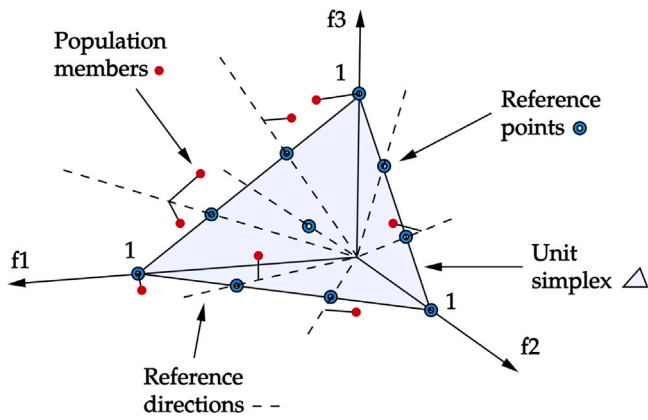 f3
Population
members
1
Reference
points
1
f1
Unit
simplex
1
f2
Reference
directions